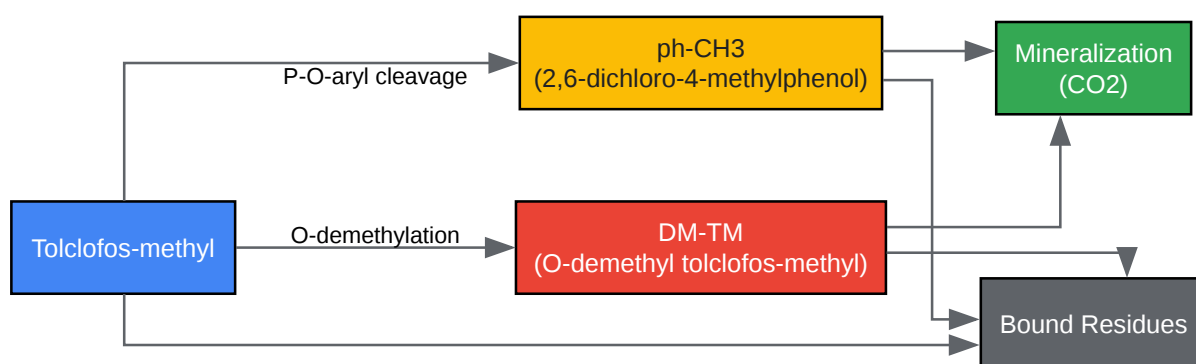 ph-CH3
(2,6-dichloro-4-methylphenol)
Mineralization
(CO2)
P-O-aryl cleavage
Tolclofos-methyl
O-demethylation
DM-TM
(O-demethyl tolclofos-methyl)
Bound Residues